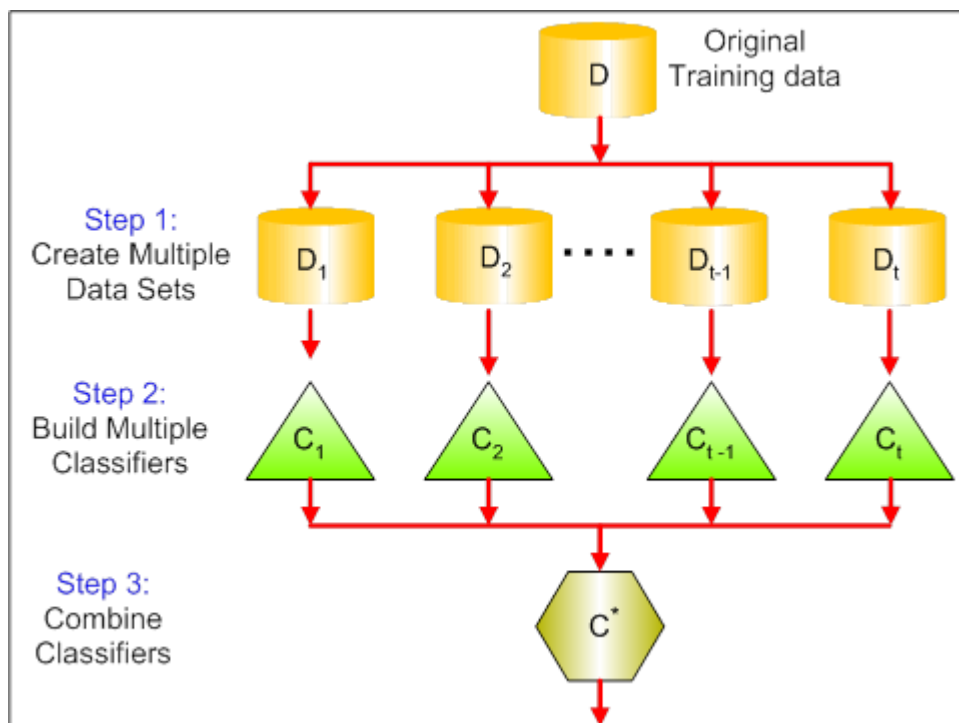 Original
Training data
D
Step 1:
Create Multiple
Data Sets
D₁
D₂
....
Dₜ₋₁
Dₜ
Step 2:
Build Multiple
Classifiers
C₁
C₂
Cₜ₋₁
Cₜ
Step 3:
Combine
Classifiers
C*